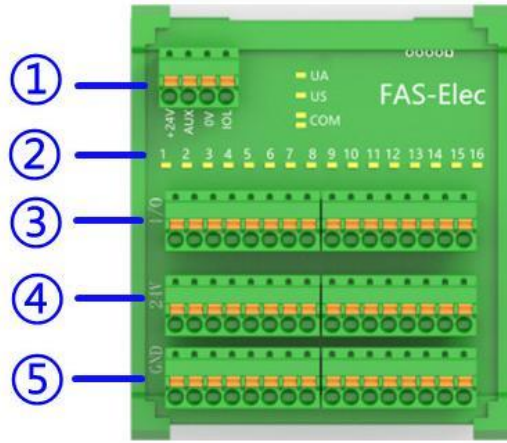 ①
UA
US
COM
FAS-Elec
+24V
AUX
0V
IOL
②
1 2 3 4 5 6 7 8 9 10 11 12 13 14 15 16
③
I/O
④
24V
⑤
GND